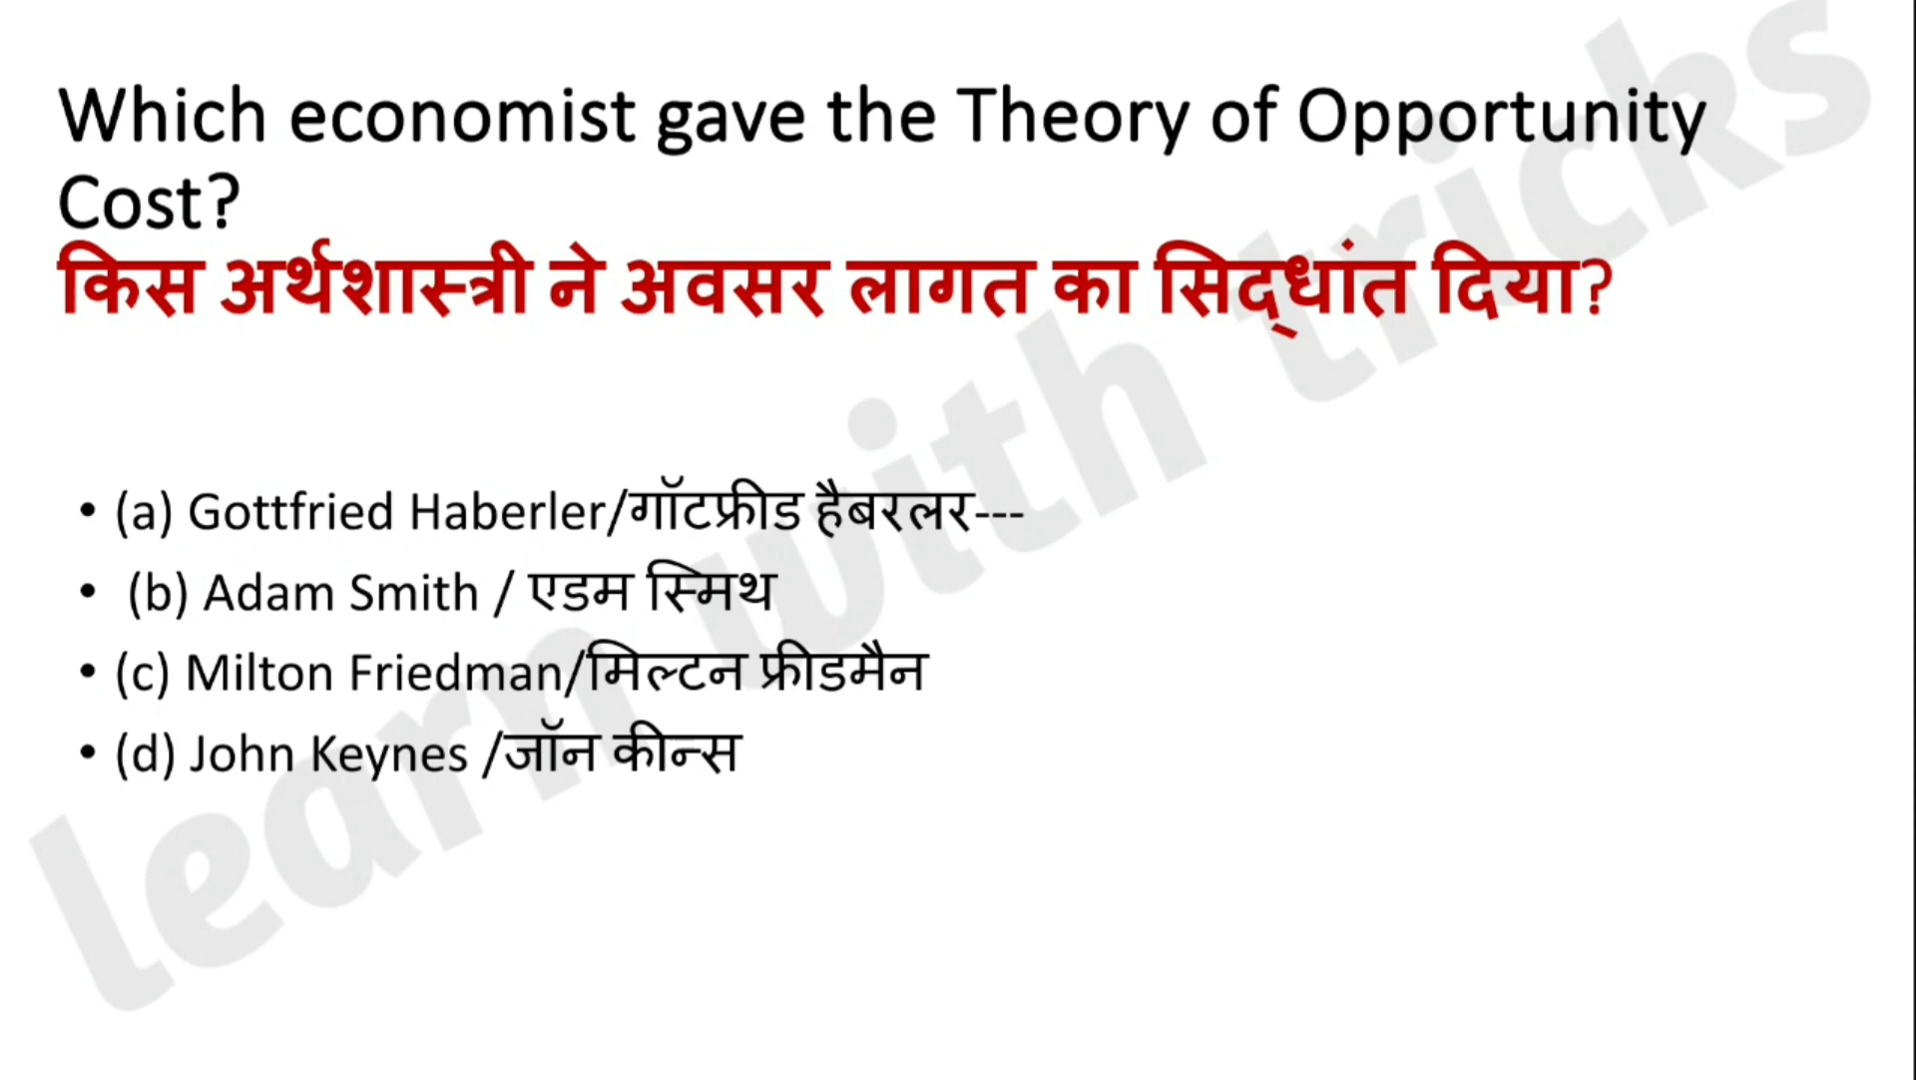 Which economist gave the Theory of Opportunity
Cost?
किस अर्थशास्त्री ने अवसर लागत का सिद्धांत दिया?
• (a) Gottfried Haberler/गॉटफ्रीड हैबरलर---
• (b) Adam Smith / एडम स्मिथ
• (c) Milton Friedman/मिल्टन फ्रीडमैन
• (d) John Keynes /जॉन कीन्स
learn with tricks